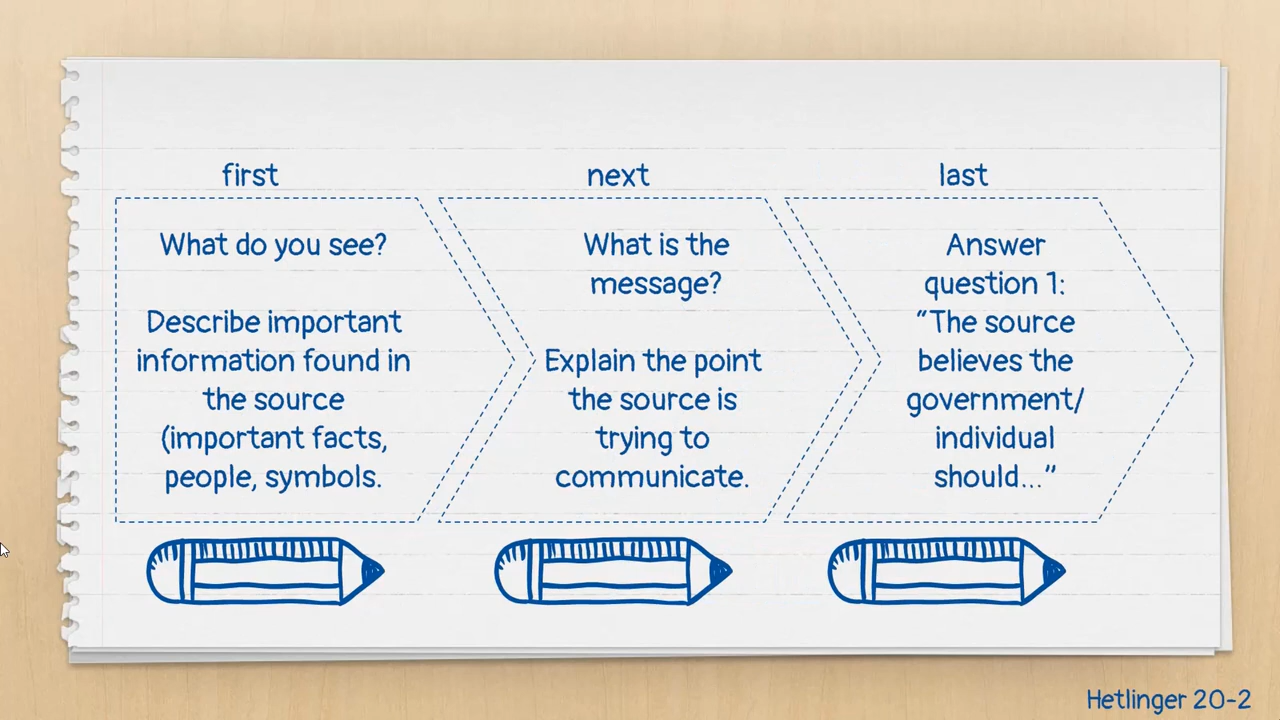 first
What do you see?
Describe important
information found in
the source
(important facts,
people, symbols.
next
What is the
message?
Explain the point
the source is
trying to
communicate.
last
Answer
question 1:
“The source
believes the
government/
individual
should...”
Hetlinger 20-2